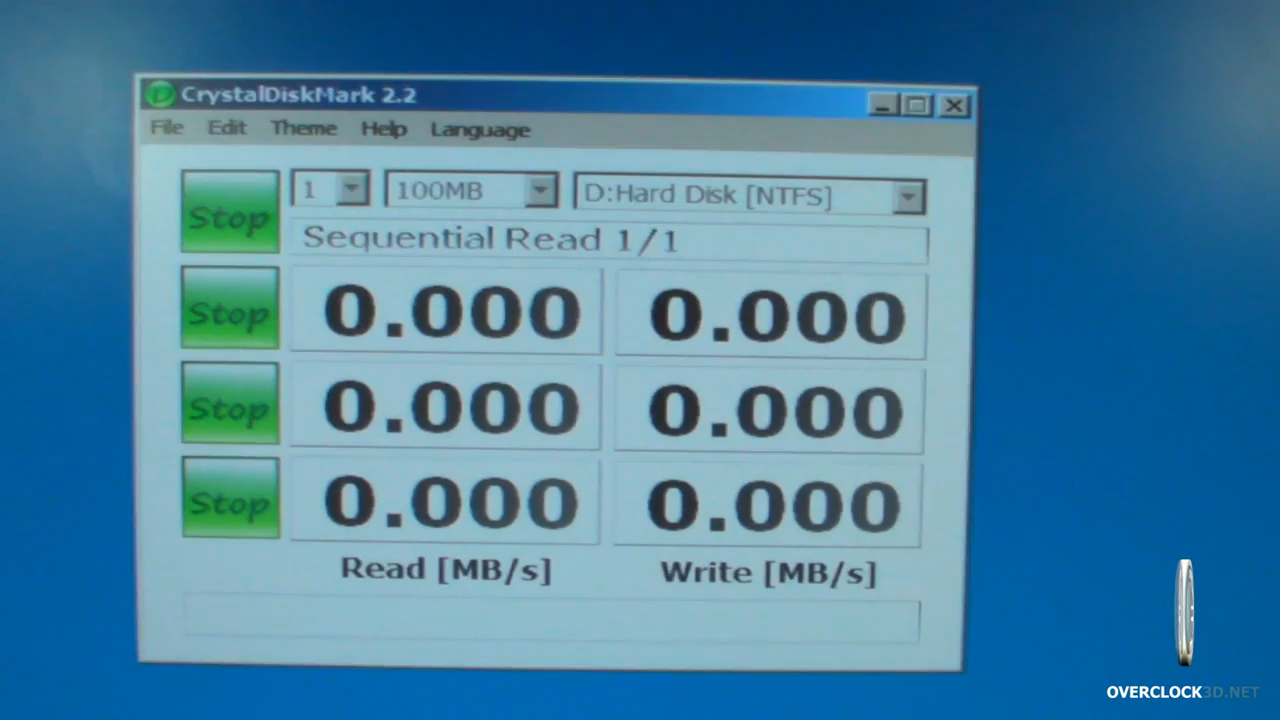 CrystalDiskMark 2.2
File Edit Theme Help Language
Stop 1 100MB D:Hard Disk [NTFS]
Sequential Read 1/1
Stop 0.000 0.000
Stop 0.000 0.000
Stop 0.000 0.000
Read [MB/s] Write [MB/s]
OVERCLOCK3D.NET